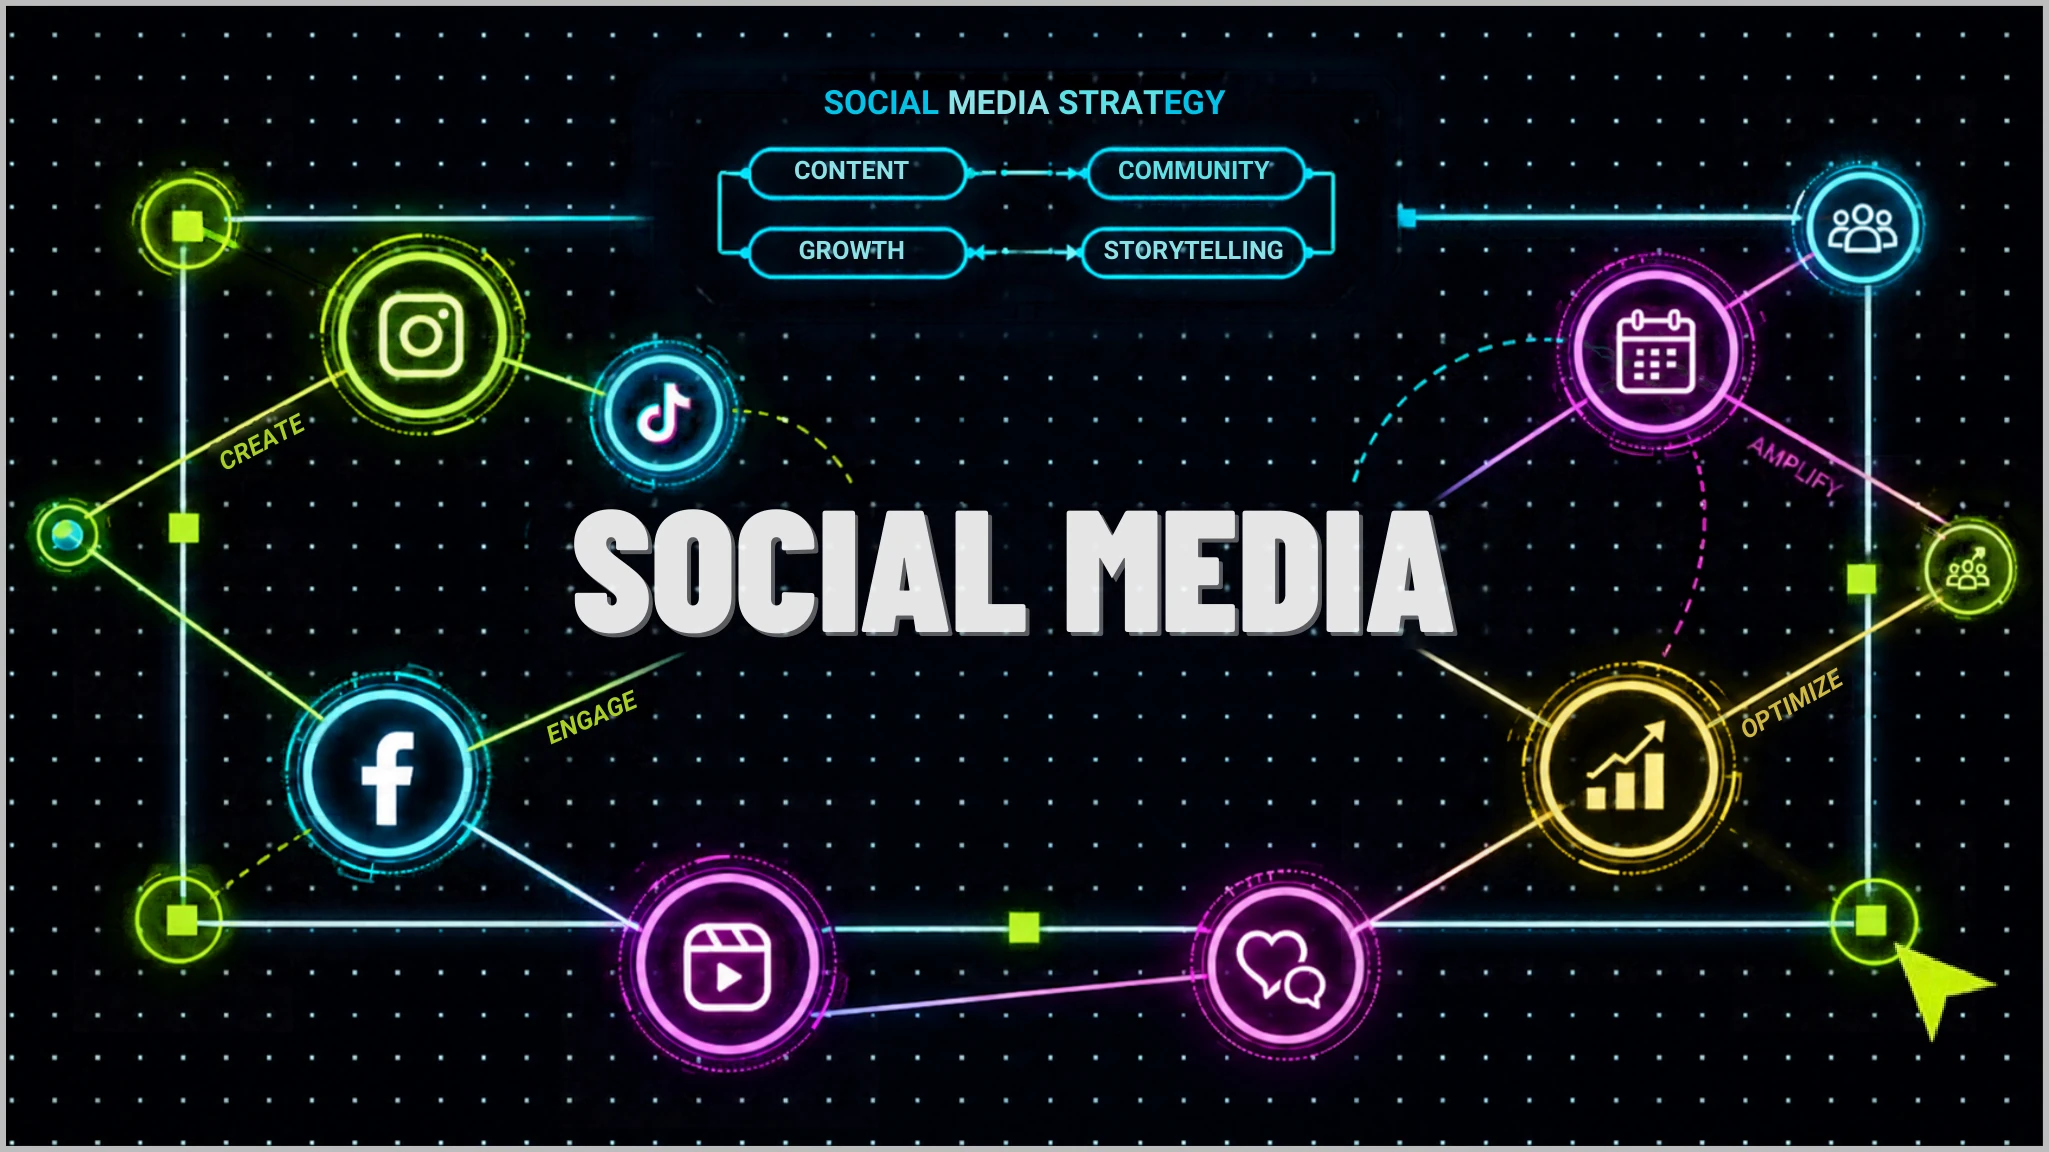 SOCIAL MEDIA STRATEGY
CONTENT
COMMUNITY
GROWTH
STORYTELLING
CREATE
AMPLIFY
SOCIAL MEDIA
ENGAGE
OPTIMIZE